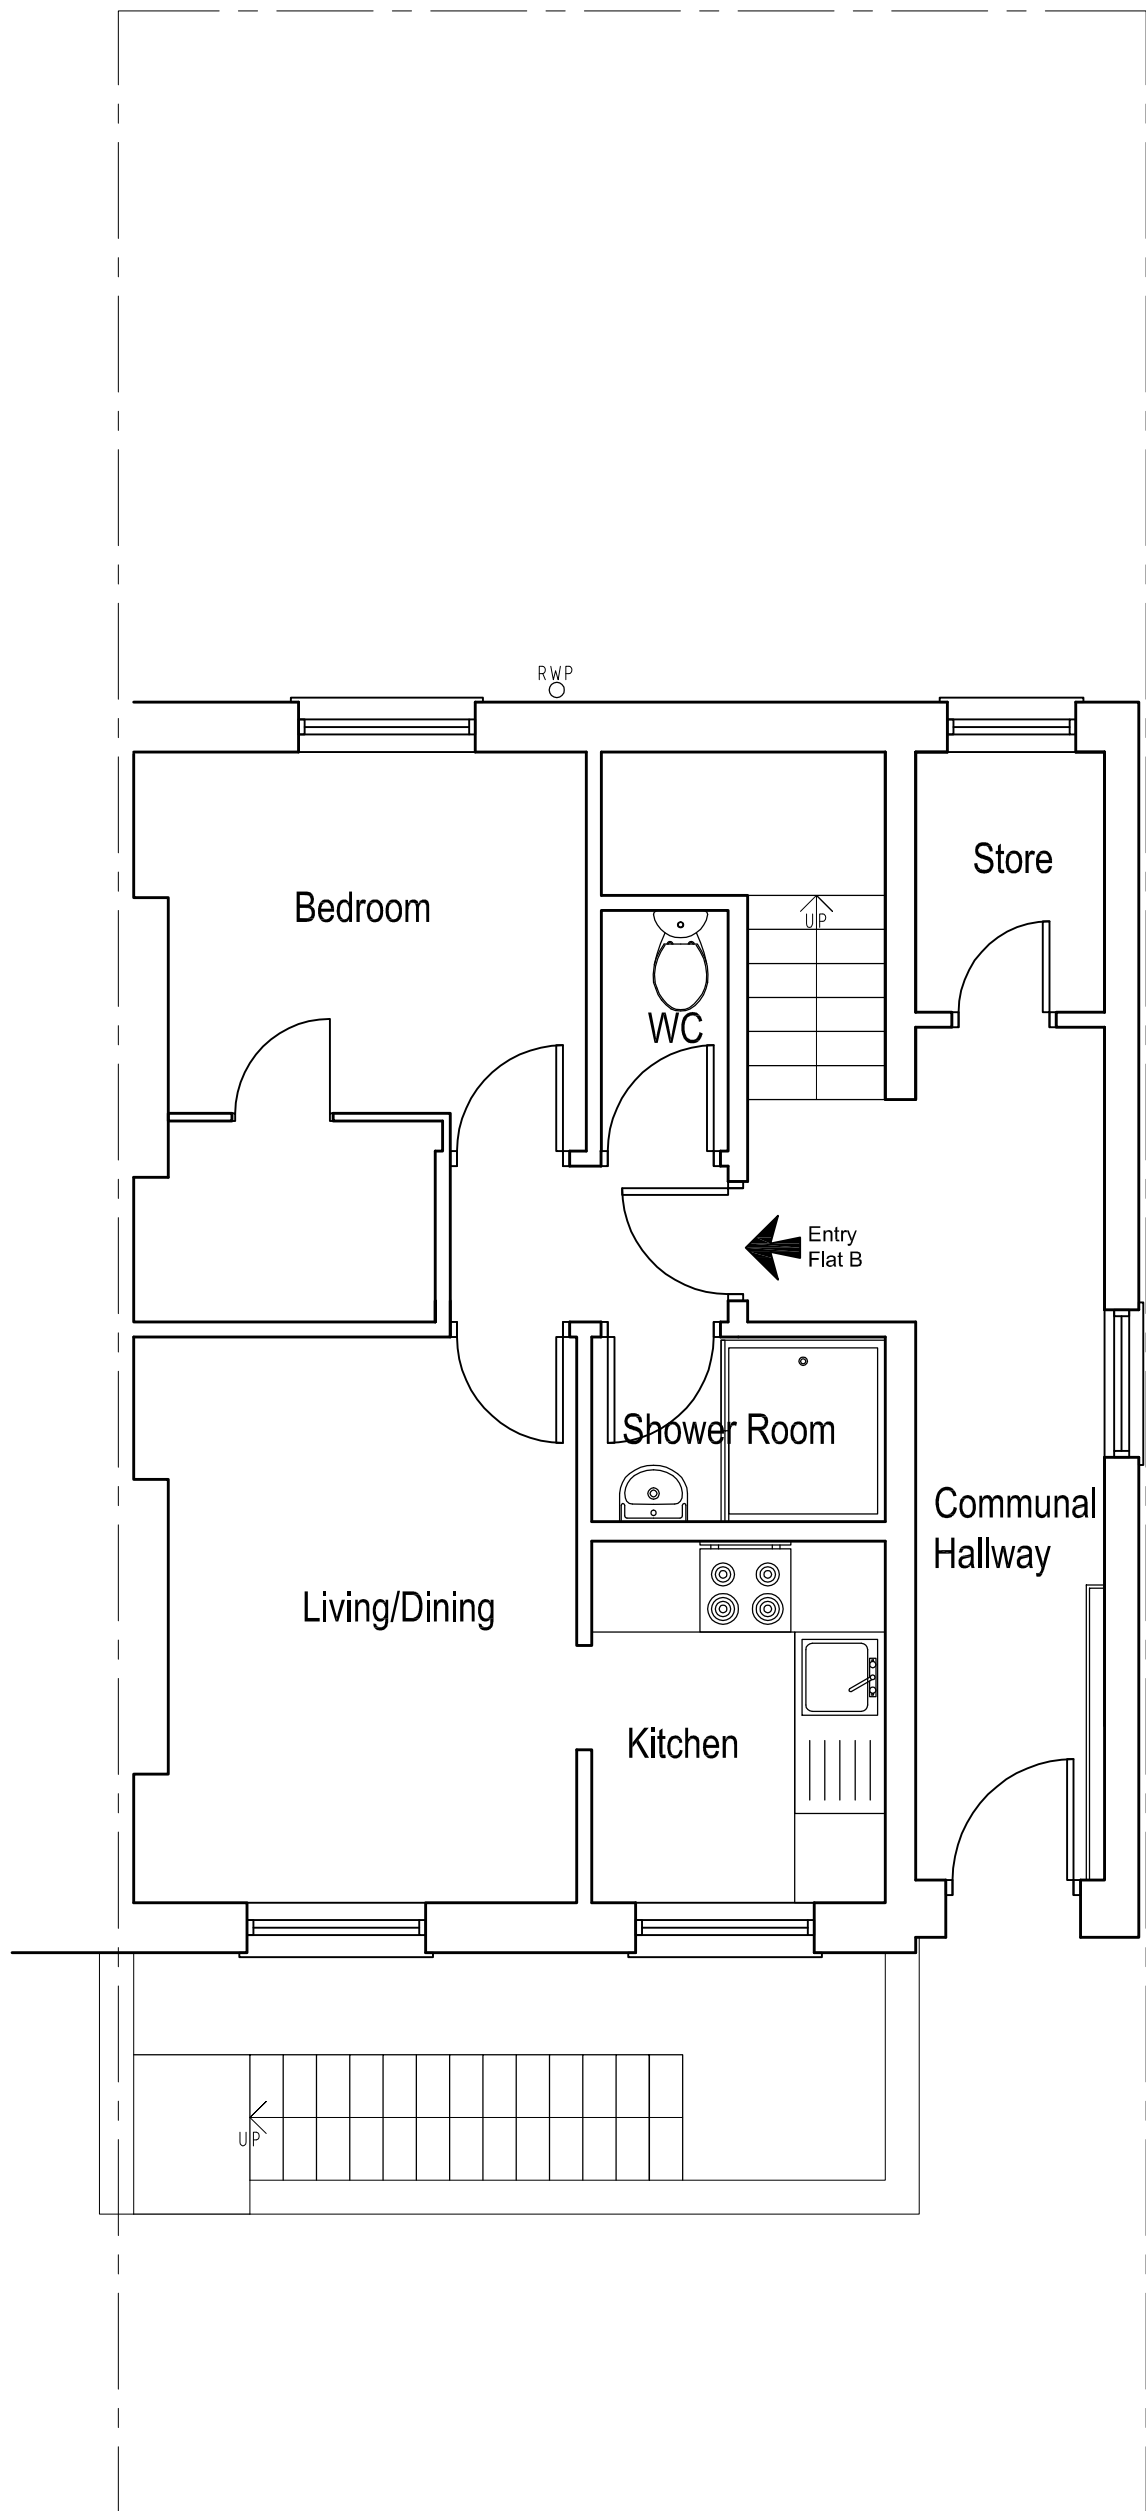 RWP
Store
Bedroom
UP
WC
Entry
Flat B
Shower Room
Communal
Hallway
Living/Dining
Kitchen
UP